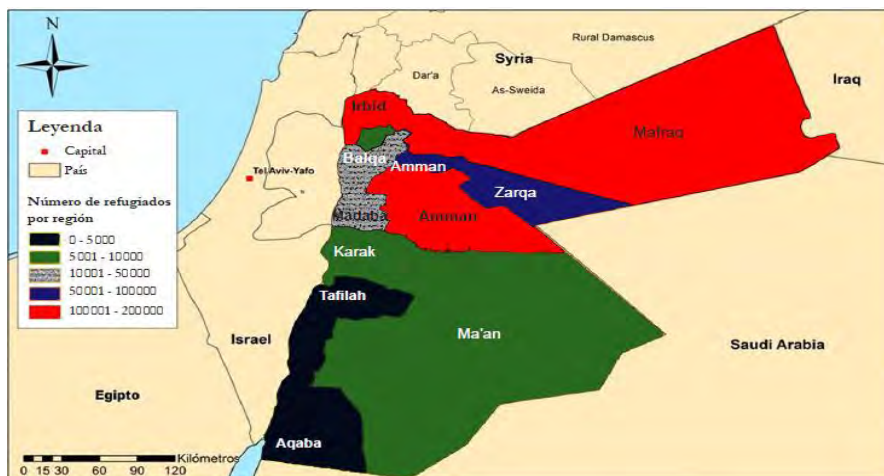 N
Rural Damascus
Syria
Dar'a
As-Sweida
Iraq
Irbid
Mafraq
Leyenda
Capital
País
Tel Aviv-Yafo
Balqa
Amman
Zarqa
Número de refugiados
por región
0 - 5 000
5 001 - 10 000
10 001 - 50 000
50 001 - 100 000
100 001 - 200 000
Madaba
Amman
Karak
Tafilah
Israel
Ma'an
Saudi Arabia
Egipto
Aqaba
Kilómetros
0 15 30 60 90 120